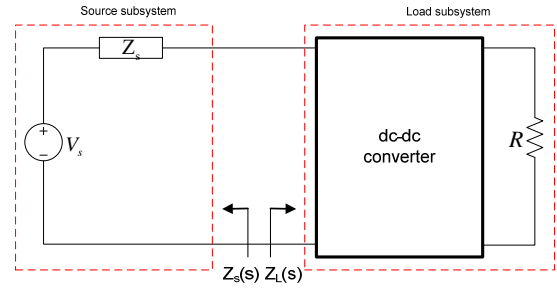 Source subsystem
Load subsystem
Zs
+
Vs
−
dc-dc
converter
R
Zs(s) ZL(s)